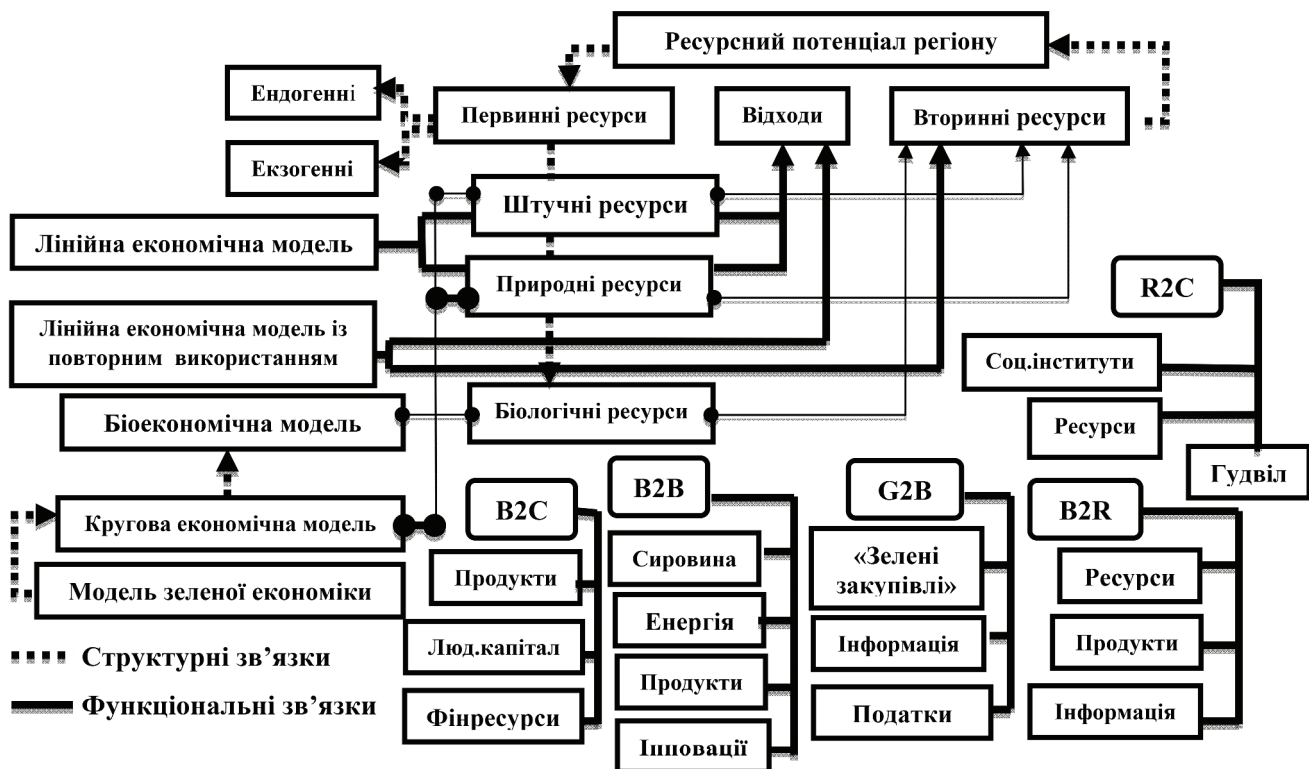 Ресурсний потенціал регіону
Ендогенні
Первинні ресурси
Відходи
Вторинні ресурси
Екзогенні
Штучні ресурси
Лінійна економічна модель
Природні ресурси
R2C
Лінійна економічна модель із
повторним використанням
Соц.інститути
Біоекономічна модель
Біологічні ресурси
Ресурси
Гудвіл
B2C
B2B
G2B
B2R
Кругова економічна модель
Продукти
Сировина
«Зелені
закупівлі»
Ресурси
Модель зеленої економіки
Енергія
Люд.капітал
Інформація
Продукти
Структурні зв’язки
Продукти
Функціональні зв’язки
Фінресурси
Податки
Інформація
Інновації